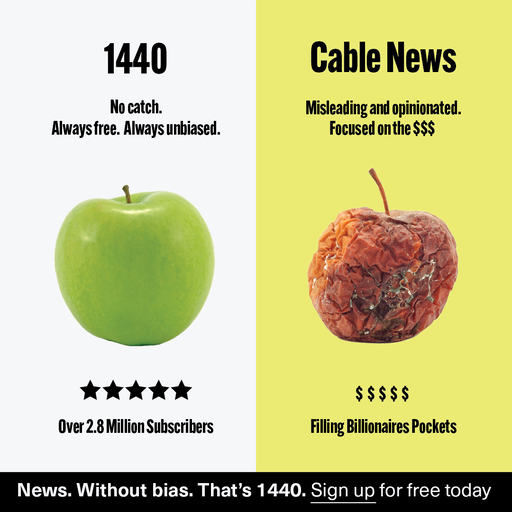 1440
No catch.
Always free. Always unbiased.
Over 2.8 Million Subscribers
Cable News
Misleading and opinionated.
Focused on the $$$
$ $ $ $ $
Filling Billionaires Pockets
News. Without bias. That's 1440. Sign up for free today